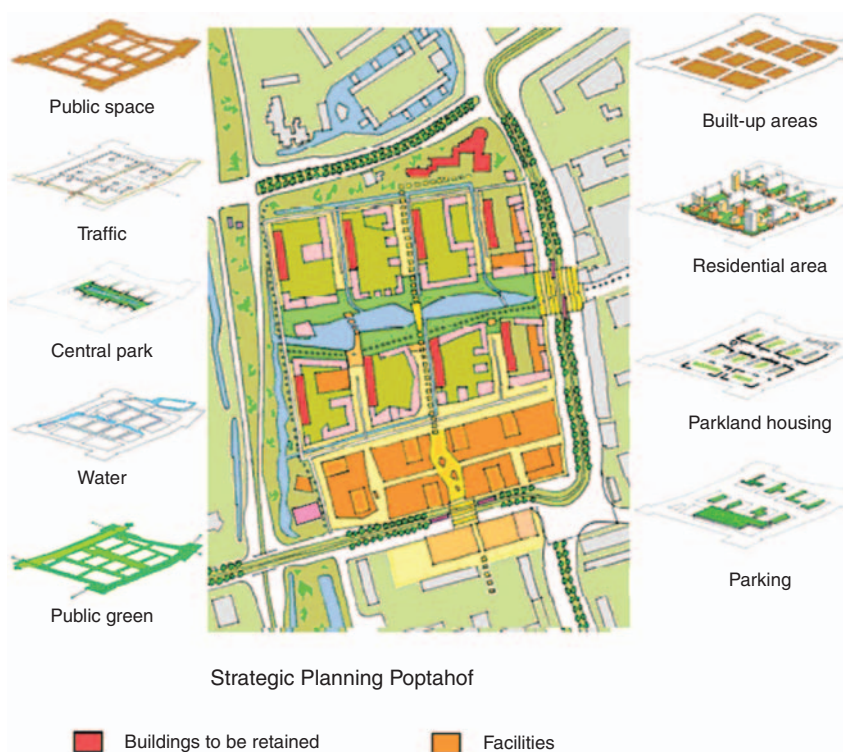 Public space
Traffic
Central park
Water
Public green
Built-up areas
Residential area
Parkland housing
Parking
Strategic Planning Poptahof
Buildings to be retained
Facilities